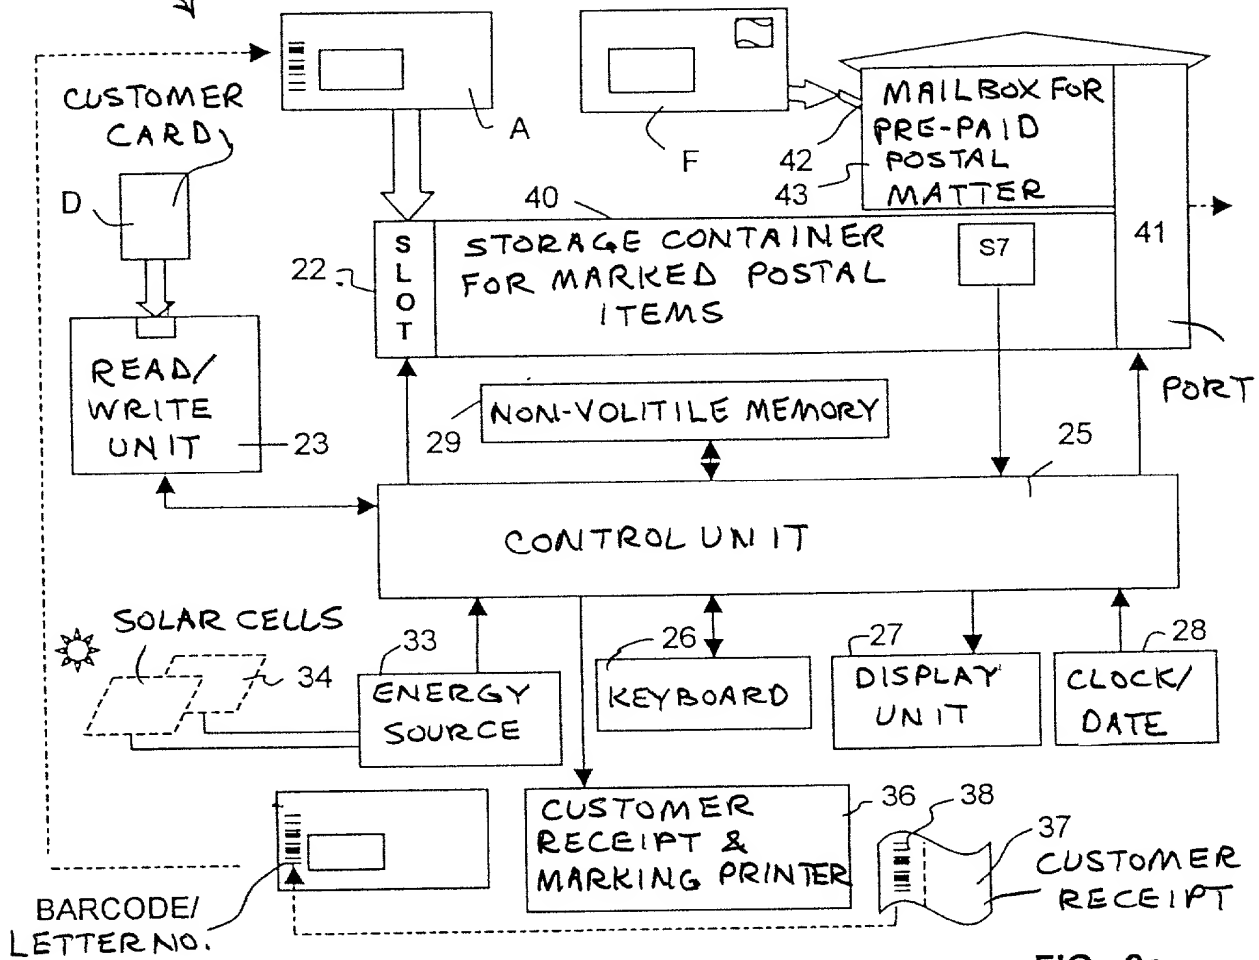 CUSTOMER
CARD
A
F
42
43
MAILBOX FOR
PRE-PAID
POSTAL
MATTER
D
40
22
SLOT
STORAGE CONTAINER
FOR MARKED POSTAL
ITEMS
S7
41
READ/
WRITE
UNIT
23
29
NON-VOLITILE MEMORY
PORT
25
CONTROL UNIT
SOLAR CELLS
34
33
ENERGY
SOURCE
26
KEYBOARD
27
DISPLAY
UNIT
28
CLOCK/
DATE
CUSTOMER
RECEIPT &
MARKING PRINTER
36
38
37
CUSTOMER
RECEIPT
BARCODE/
LETTER NO.